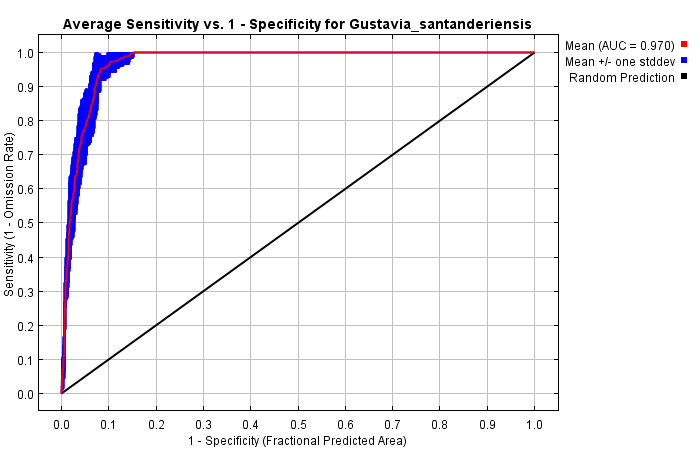 Average Sensitivity vs. 1 - Specificity for Gustavia_santanderiensis
Mean (AUC = 0.970)
Mean +/- one stddev
Random Prediction
Sensitivity (1 - Omission Rate)
1.0
0.9
0.8
0.7
0.6
0.5
0.4
0.3
0.2
0.1
0.0
0.0 0.1 0.2 0.3 0.4 0.5 0.6 0.7 0.8 0.9 1.0
1 - Specificity (Fractional Predicted Area)